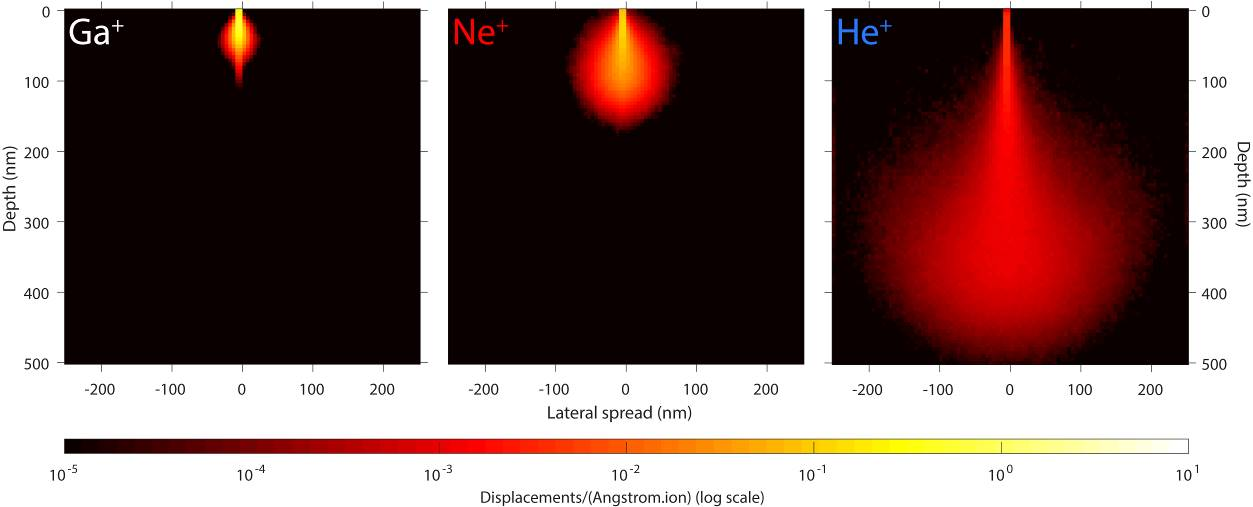 Ga+
Ne+
He+
0
100
200
300
400
500
Depth (nm)
0
100
200
300
400
500
Depth (nm)
-200 -100 0 100 200
-200 -100 0 100 200
-200 -100 0 100 200
Lateral spread (nm)
10-5 10-4 10-3 10-2 10-1 100 101
Displacements/(Angstrom.ion) (log scale)